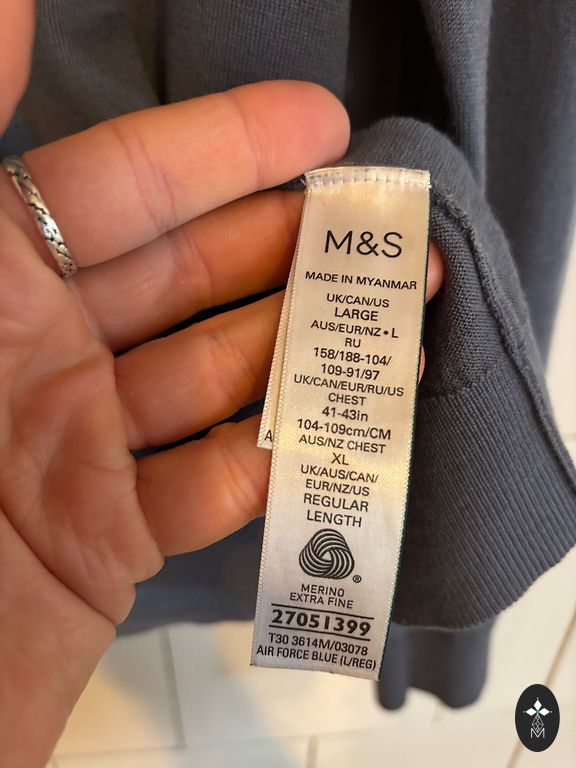 M&S
MADE IN MYANMAR
UK/CAN/US
LARGE
AUS/EUR/NZ•L
RU
158/188-104/
109-91/97
UK/CAN/EUR/RU/US
CHEST
41-43in
104-109cm/CM
AUS/NZ CHEST
XL
UK/AUS/CAN/
EUR/NZ/US
REGULAR
LENGTH
®
MERINO
EXTRA FINE
27051399
T30 3614M/03078
AIR FORCE BLUE (L/REG)
A
M